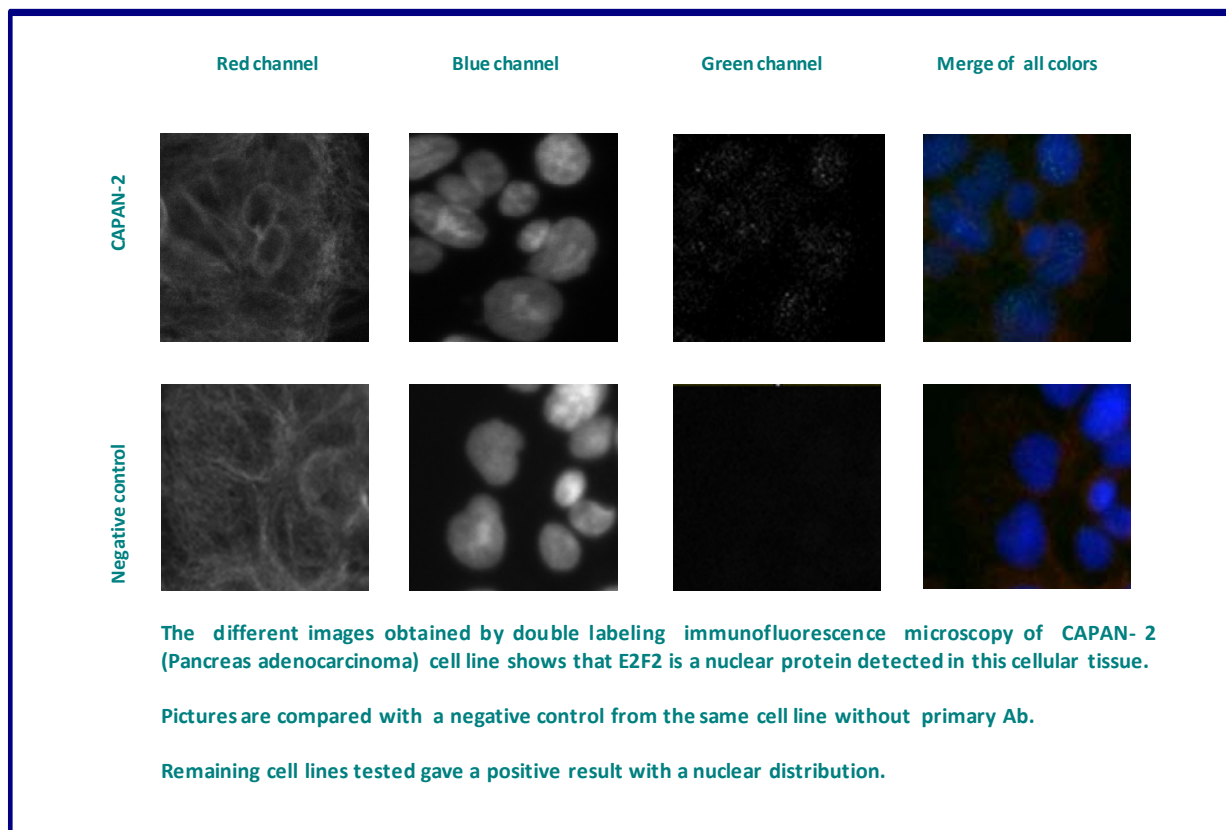 Red channel Blue channel Green channel Merge of all colors
CAPAN-2
Negative control
The different images obtained by double labeling immunofluorescence microscopy of CAPAN- 2
(Pancreas adenocarcinoma) cell line shows that E2F2 is a nuclear protein detected in this cellular tissue.
Pictures are compared with a negative control from the same cell line without primary Ab.
Remaining cell lines tested gave a positive result with a nuclear distribution.